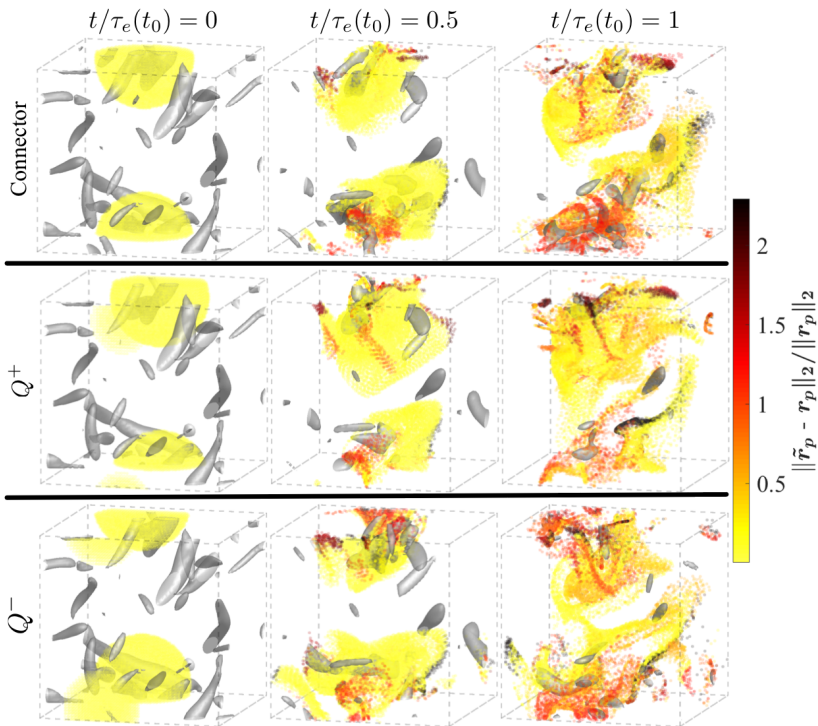 t/τₑ(t₀) = 0
t/τₑ(t₀) = 0.5
t/τₑ(t₀) = 1
Connector
Q⁺
Q⁻
2
1.5
1
0.5
‖r̃ₚ - rₚ‖₂/‖rₚ‖₂